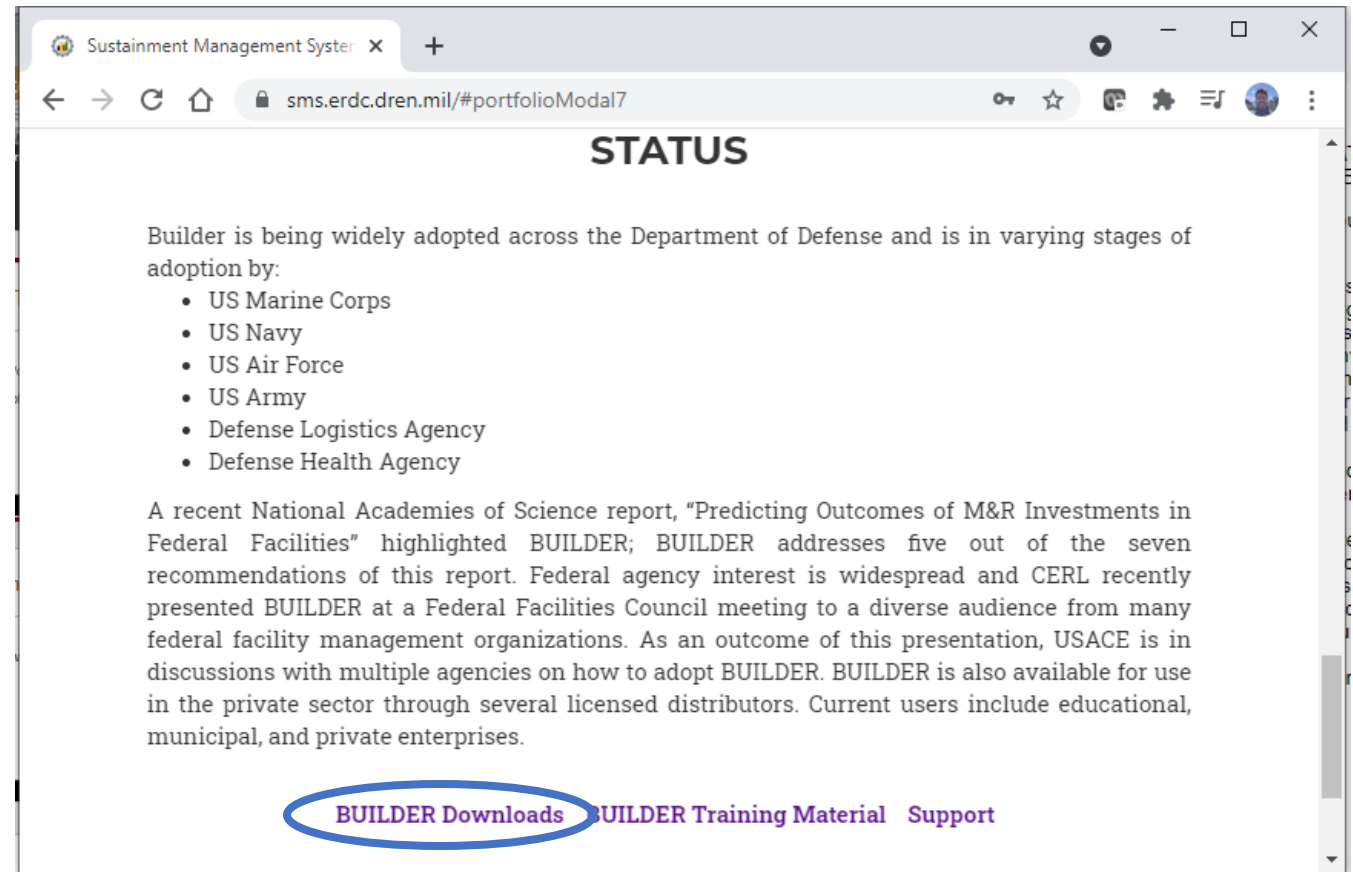 Sustainment Management System
sms.erdc.dren.mil/#portfolioModal7
STATUS
Builder is being widely adopted across the Department of Defense and is in varying stages of
adoption by:
• US Marine Corps
• US Navy
• US Air Force
• US Army
• Defense Logistics Agency
• Defense Health Agency
A recent National Academies of Science report, “Predicting Outcomes of M&R Investments in
Federal Facilities” highlighted BUILDER; BUILDER addresses five out of the seven
recommendations of this report. Federal agency interest is widespread and CERL recently
presented BUILDER at a Federal Facilities Council meeting to a diverse audience from many
federal facility management organizations. As an outcome of this presentation, USACE is in
discussions with multiple agencies on how to adopt BUILDER. BUILDER is also available for use
in the private sector through several licensed distributors. Current users include educational,
municipal, and private enterprises.
BUILDER Downloads BUILDER Training Material Support